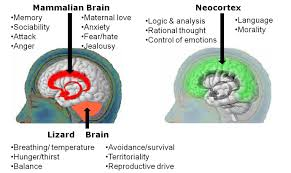 Mammalian Brain
•Memory
•Sociability
•Attack
•Anger
•Maternal love
•Anxiety
•Fear/hate
•Jealousy
Neocortex
•Logic & analysis
•Rational thought
•Control of emotions
•Language
•Morality
Lizard Brain
•Breathing/ temperature
•Hunger/thirst
•Balance
•Avoidance/survival
•Territoriality
•Reproductive drive